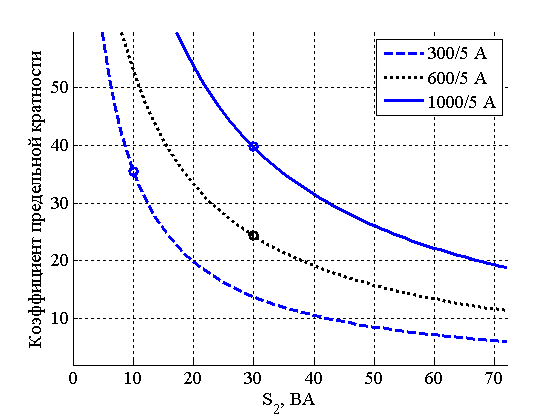 Коэффициент предельной кратности
50
40
30
20
10
300/5 А
600/5 А
1000/5 А
0 10 20 30 40 50 60 70
S2, ВА